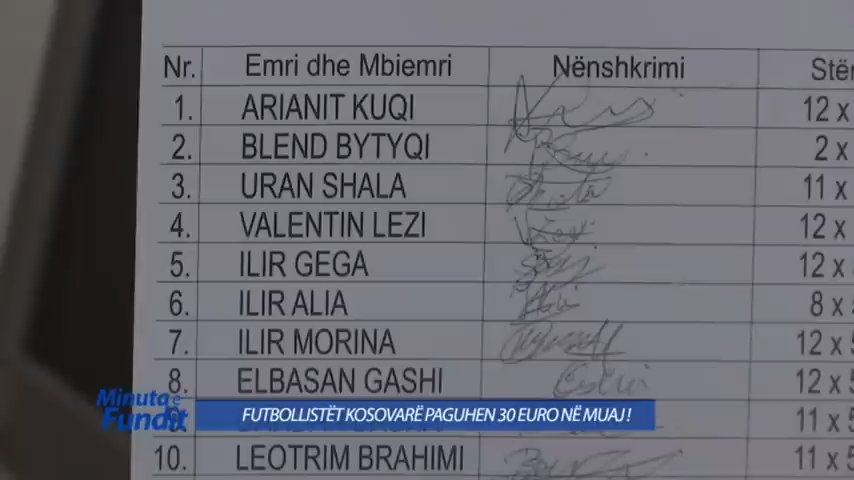 Nr. Emri dhe Mbiemri Nënshkrimi Stër
1. ARIANIT KUQI 12 x
2. BLEND BYTYQI 2 x
3. URAN SHALA 11 x
4. VALENTIN LEZI 12 x
5. ILIR GEGA 12 x
6. ILIR ALIA 8 x
7. ILIR MORINA 12 x 5
8. ELBASAN GASHI 12 x 5
9. 11 x 5
10. LEOTRIM BRAHIMI 11 x 5
Minuta e
Fundit
FUTBOLLISTËT KOSOVARË PAGUHEN 30 EURO NË MUAJ !